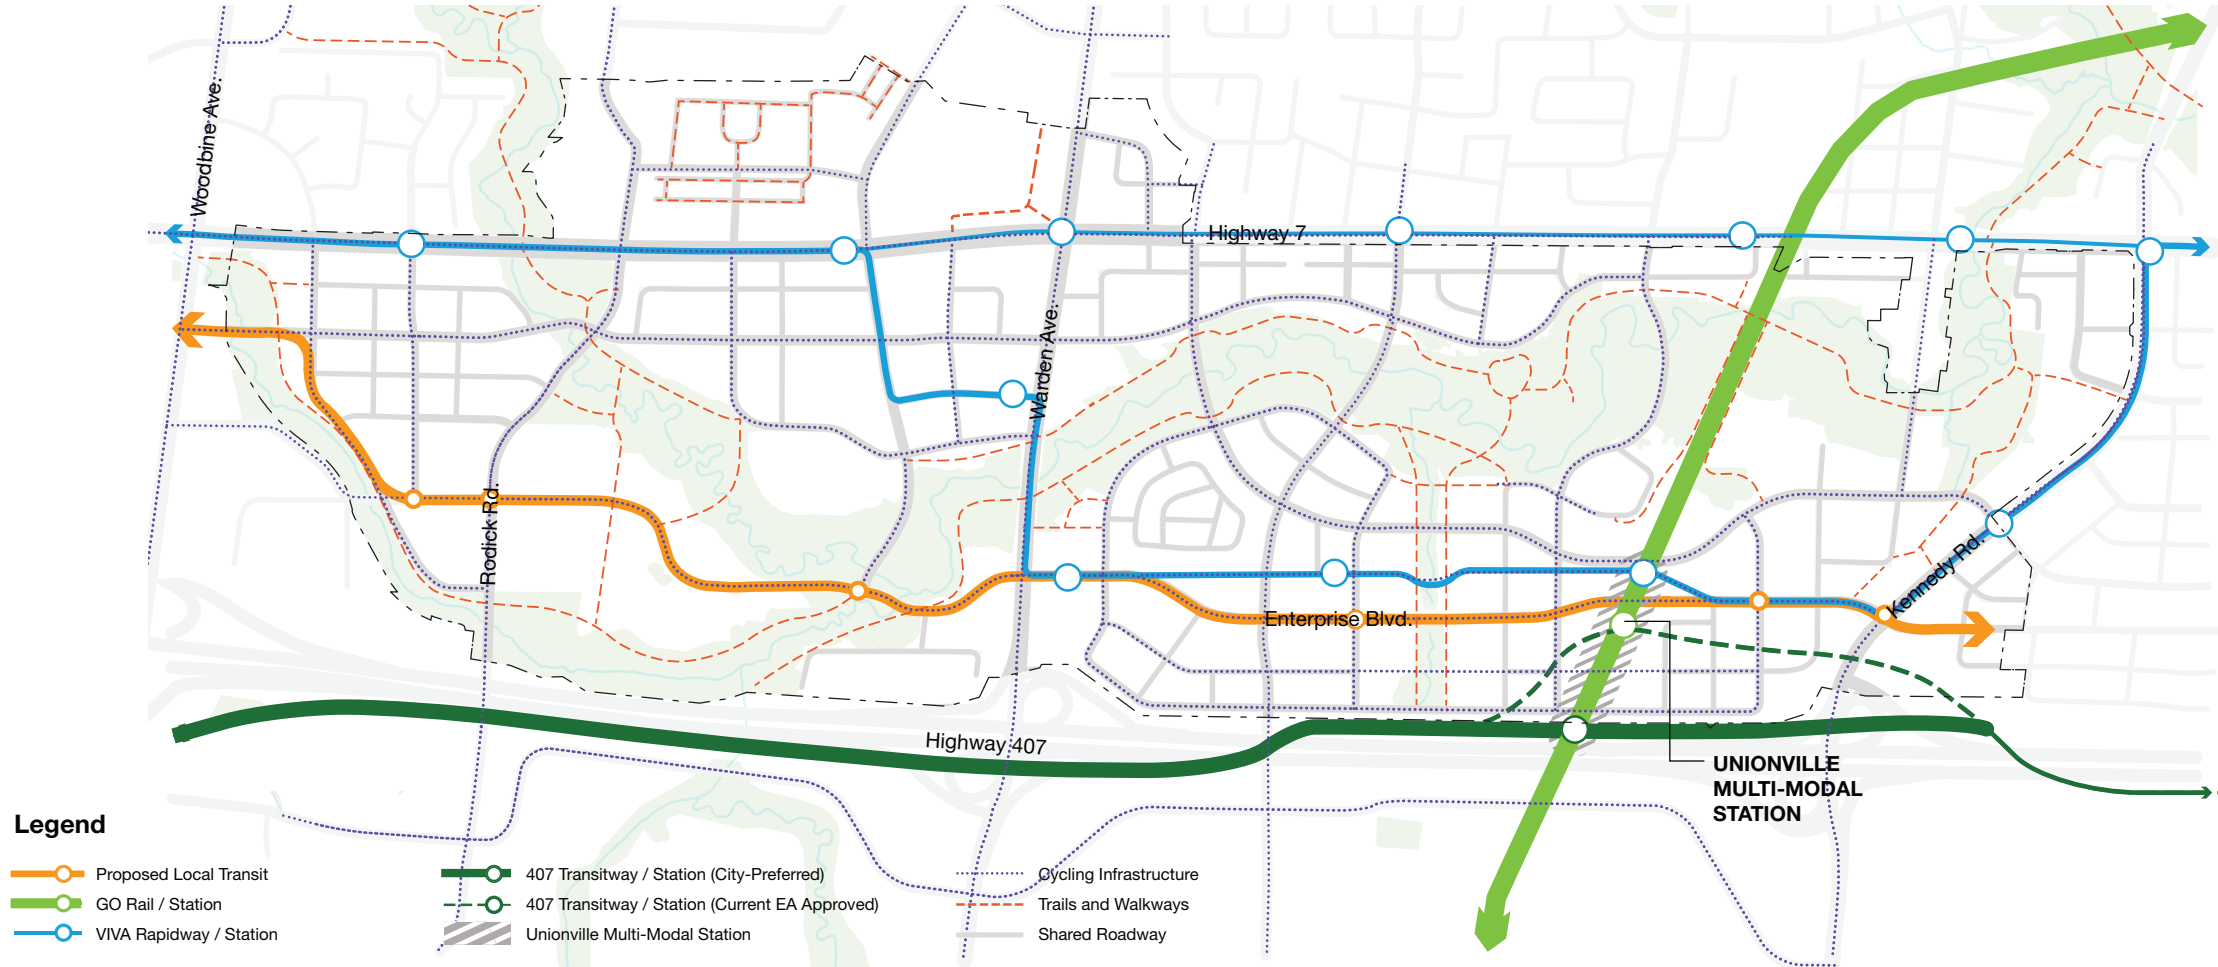 Woodbine Ave.
Highway 7
Warden Ave.
Rodick Rd.
Enterprise Blvd.
Kennedy Rd.
Highway 407
UNIONVILLE
MULTI-MODAL
STATION
Legend
Proposed Local Transit
GO Rail / Station
VIVA Rapidway / Station
407 Transitway / Station (City-Preferred)
407 Transitway / Station (Current EA Approved)
Unionville Multi-Modal Station
Cycling Infrastructure
Trails and Walkways
Shared Roadway